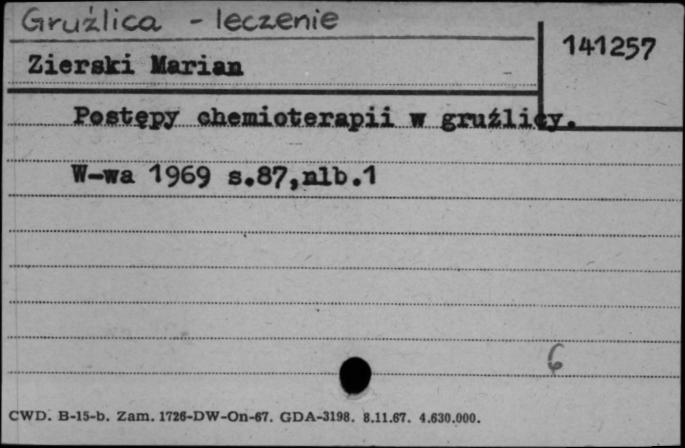 Gruźlica - leczenie
141257
Zierski Marian
Postępy chemioterapii w gruźlicy.
W-wa 1969 s.87,nlb.1
6
CWD. B-15-b. Zam. 1726-DW-On-67. GDA-3198. 8.11.67. 4.630.000.